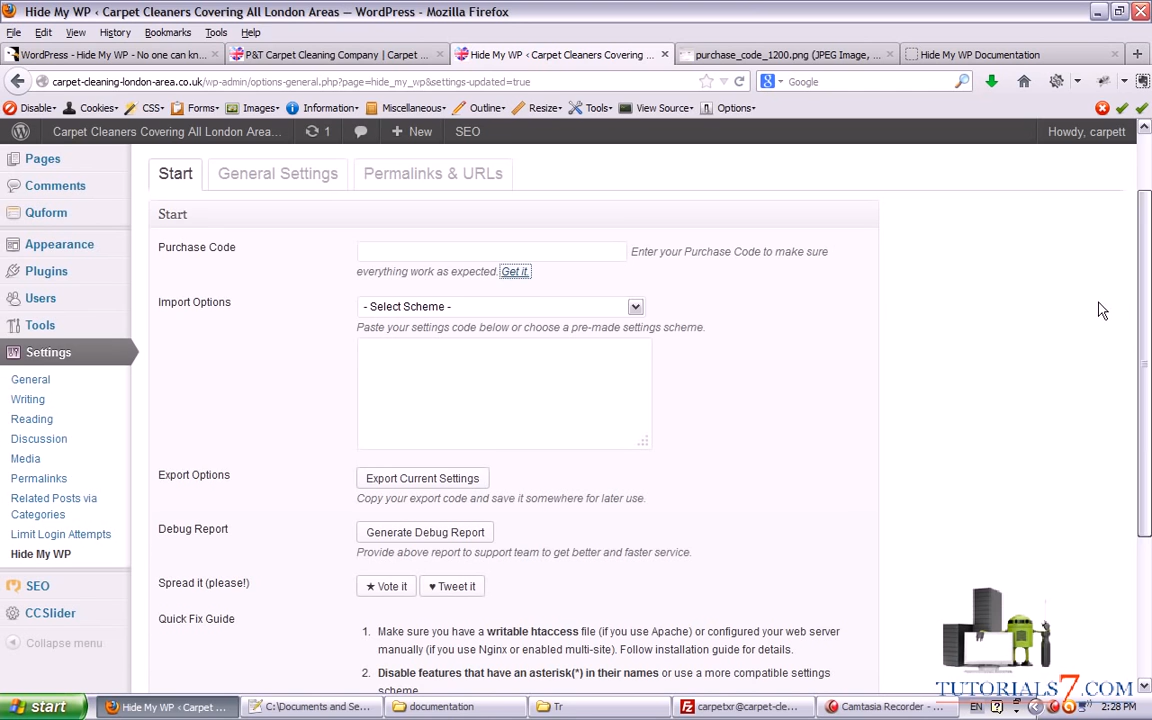 Hide My WP ‹ Carpet Cleaners Covering All London Areas — WordPress - Mozilla Firefox
File Edit View History Bookmarks Tools Help
WordPress - Hide My WP - No one can kn...
P&T Carpet Cleaning Company | Carpet ...
Hide My WP ‹ Carpet Cleaners Covering ...
purchase_code_1200.png (JPEG Image, ...
Hide My WP Documentation
carpet-cleaning-london-area.co.uk/wp-admin/options-general.php?page=hide_my_wp&settings-updated=true
Google
Disable Cookies CSS Forms Images Information Miscellaneous Outline Resize Tools View Source Options
Carpet Cleaners Covering All London Area... 1 New SEO Howdy, carpett
Pages
Comments
Quform
Appearance
Plugins
Users
Tools
Settings
General
Writing
Reading
Discussion
Media
Permalinks
Related Posts via
Categories
Limit Login Attempts
Hide My WP
SEO
CCSlider
Collapse menu
Start General Settings Permalinks & URLs
Start
Purchase Code
Enter your Purchase Code to make sure
everything work as expected. Get it.
Import Options
- Select Scheme -
Paste your settings code below or choose a pre-made settings scheme.
Export Options
Export Current Settings
Copy your export code and save it somewhere for later use.
Debug Report
Generate Debug Report
Provide above report to support team to get better and faster service.
Spread it (please!)
★ Vote it ♥ Tweet it
Quick Fix Guide
1. Make sure you have a writable htaccess file (if you use Apache) or configured your web server
manually (if you use Nginx or enabled multi-site). Follow installation guide for details.
2. Disable features that have an asterisk(*) in their names or use a more compatible settings
scheme.
TUTORIALS7.COM
start
Hide My WP ‹ Carpet ...
C:\Documents and Se...
documentation
Tr
carpetxr@carpet-cle...
Camtasia Recorder - ...
EN
2:28 PM